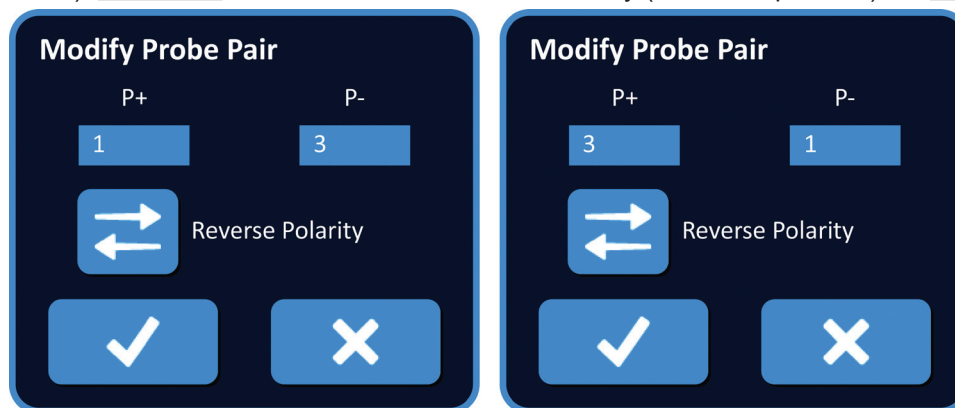 Modify Probe Pair
P+ P-
1 3
Reverse Polarity
Modify Probe Pair
P+ P-
3 1
Reverse Polarity